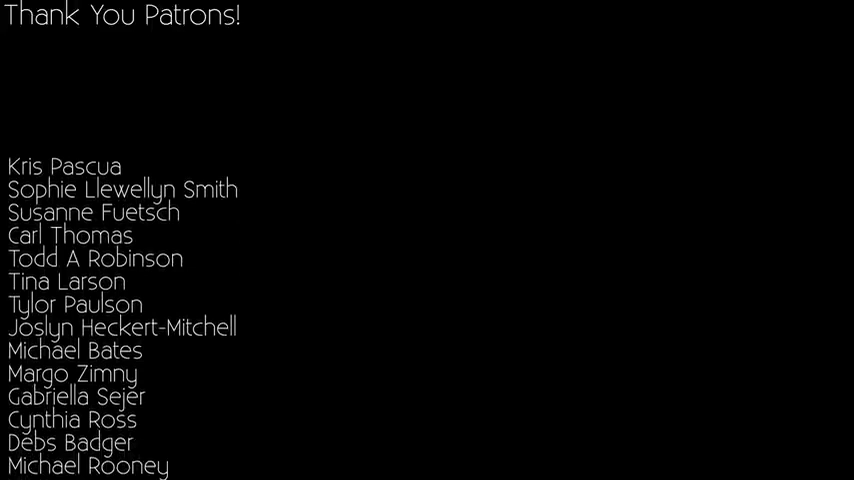 Thank You Patrons!
Kris Pascua
Sophie Llewellyn Smith
Susanne Fuetsch
Carl Thomas
Todd A Robinson
Tina Larson
Tylor Paulson
Joslyn Heckert-Mitchell
Michael Bates
Margo Zimny
Gabriella Sejer
Cynthia Ross
Debs Badger
Michael Rooney